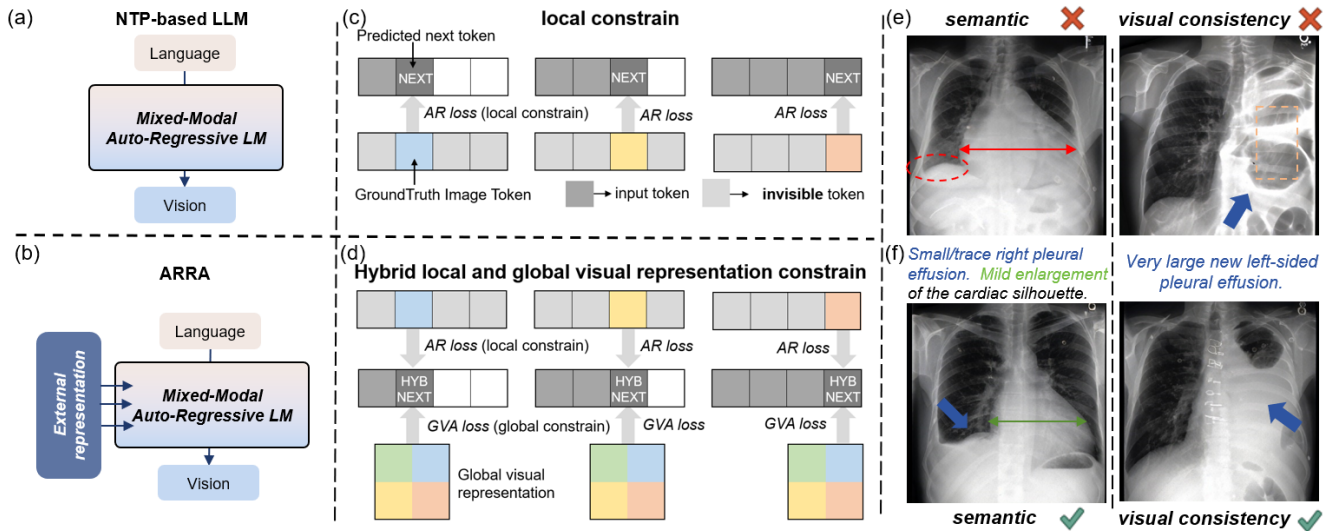 (a)
NTP-based LLM
Language
Mixed-Modal
Auto-Regressive LM
Vision
(b)
ARRA
Language
External
representation
Mixed-Modal
Auto-Regressive LM
Vision
(c)
local constrain
Predicted next token
NEXT
NEXT
NEXT
AR loss (local constrain)
AR loss
AR loss
GroundTruth Image Token
input token
invisible token
(d)
Hybrid local and global visual representation constrain
AR loss (local constrain)
AR loss
AR loss
HYB
NEXT
HYB
NEXT
HYB
NEXT
GVA loss (global constrain)
GVA loss
GVA loss
Global visual
representation
(e)
semantic
visual consistency
(f)
Small/trace right pleural
effusion. Mild enlargement
of the cardiac silhouette.
Very large new left-sided
pleural effusion.
semantic
visual consistency